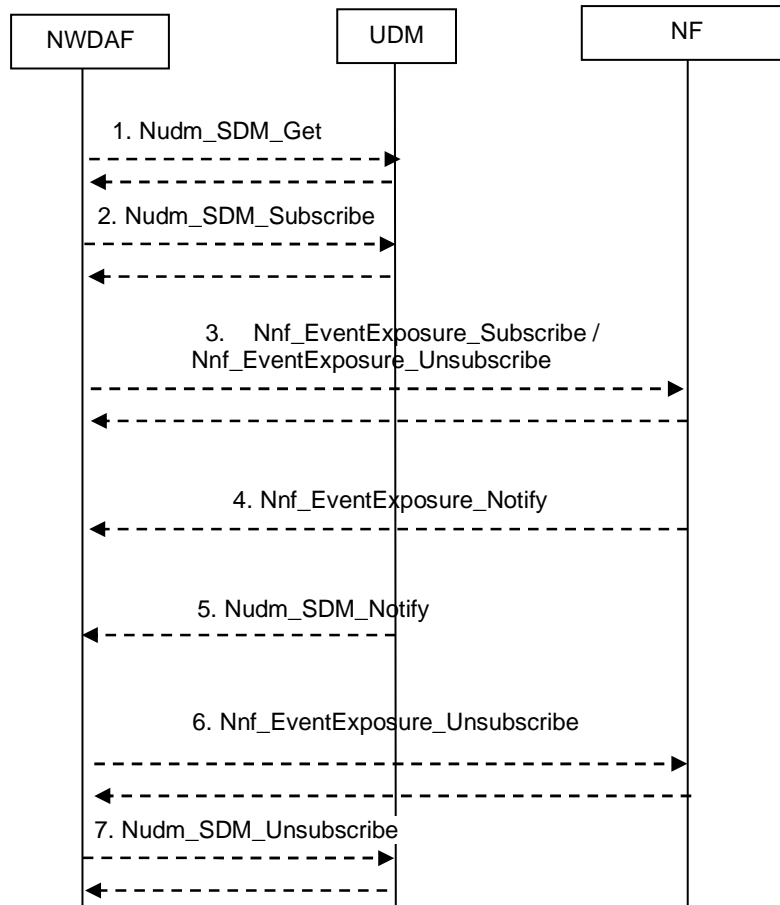 NWDAF
UDM
NF
1. Nudm_SDM_Get
2. Nudm_SDM_Subscribe
3. Nnf_EventExposure_Subscribe /
Nnf_EventExposure_Unsubscribe
4. Nnf_EventExposure_Notify
5. Nudm_SDM_Notify
6. Nnf_EventExposure_Unsubscribe
7. Nudm_SDM_Unsubscribe